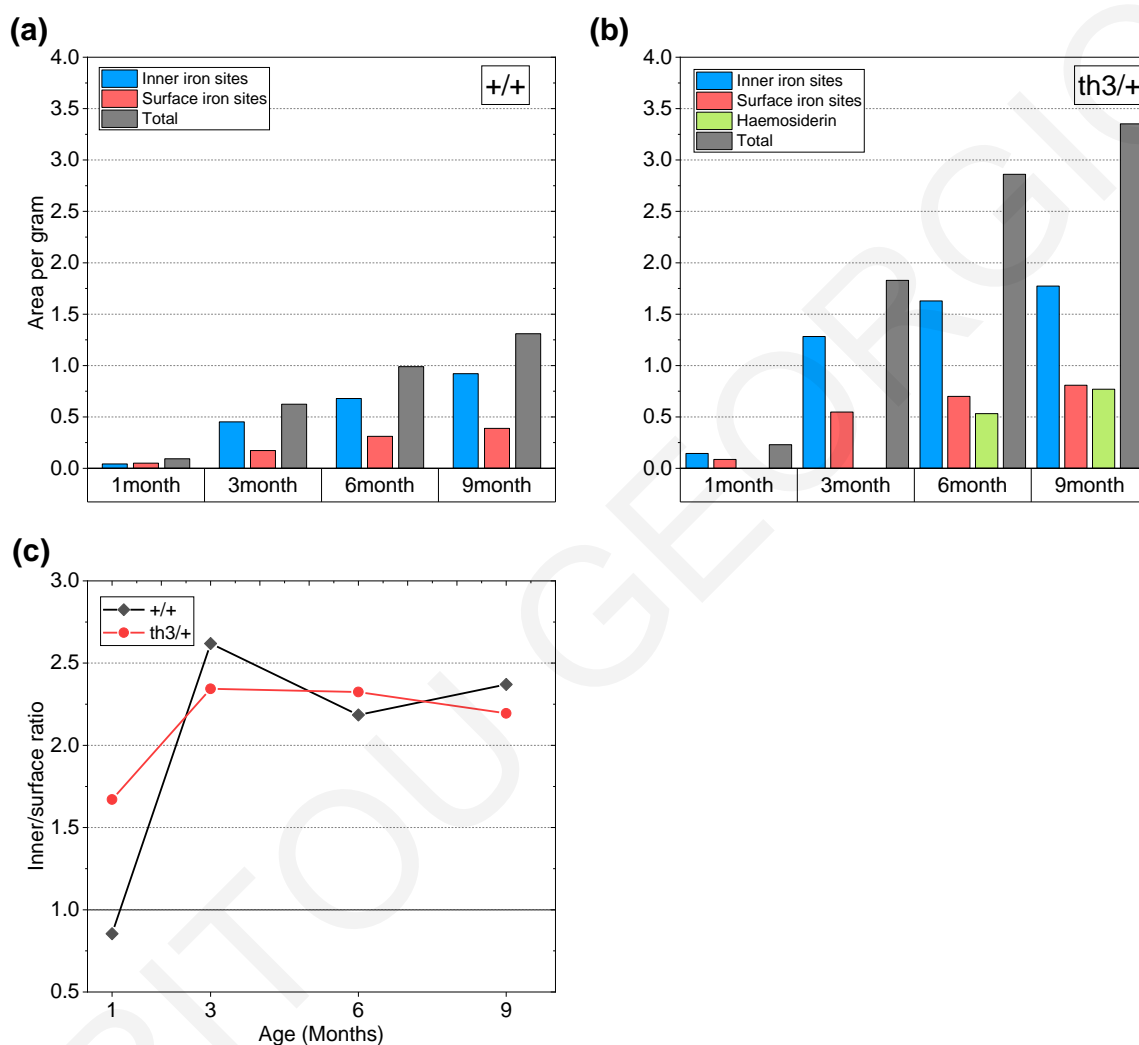 (a)
4.0
3.5
3.0
2.5
2.0
1.5
1.0
0.5
0.0
Area per gram
Inner iron sites
Surface iron sites
Total
+/+
1month 3month 6month 9month
(b)
4.0
3.5
3.0
2.5
2.0
1.5
1.0
0.5
0.0
Inner iron sites
Surface iron sites
Haemosiderin
Total
th3/+
1month 3month 6month 9month
(c)
3.0
2.5
2.0
1.5
1.0
0.5
Inner/surface ratio
+/+
th3/+
1 3 6 9
Age (Months)